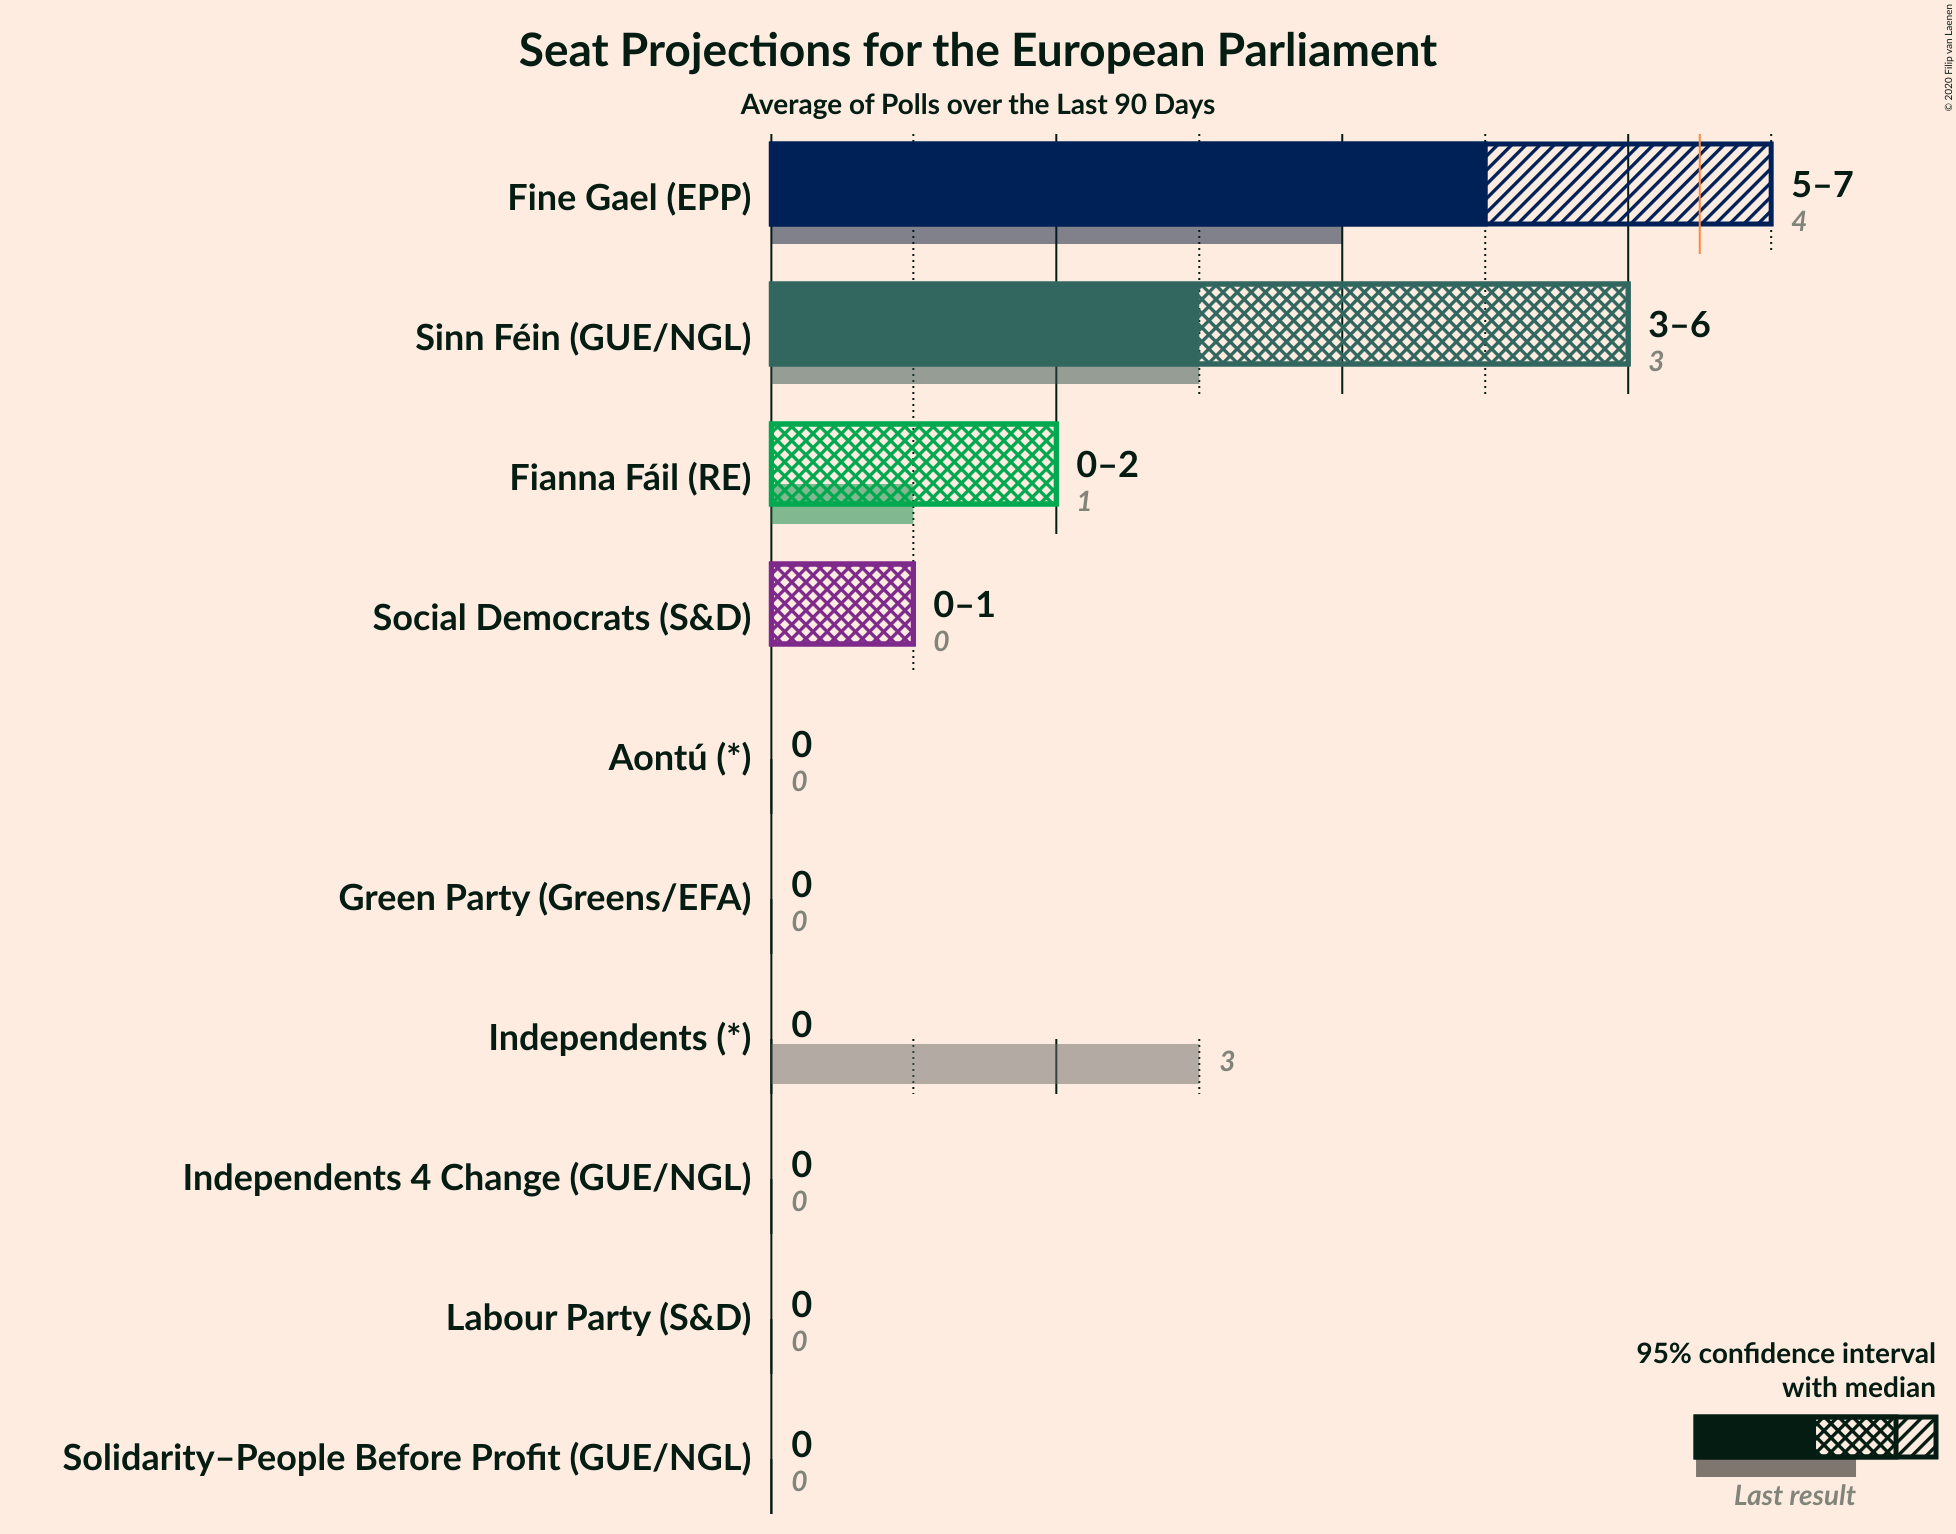 Seat Projections for the European Parliament
Average of Polls over the Last 90 Days
© 2020 Filip van Laenen
Fine Gael (EPP)
5–7
4
Sinn Féin (GUE/NGL)
3–6
3
Fianna Fáil (RE)
0–2
1
Social Democrats (S&D)
0–1
0
Aontú (*)
0
0
Green Party (Greens/EFA)
0
0
Independents (*)
0
3
Independents 4 Change (GUE/NGL)
0
0
Labour Party (S&D)
0
0
Solidarity–People Before Profit (GUE/NGL)
0
0
95% confidence interval
with median
Last result